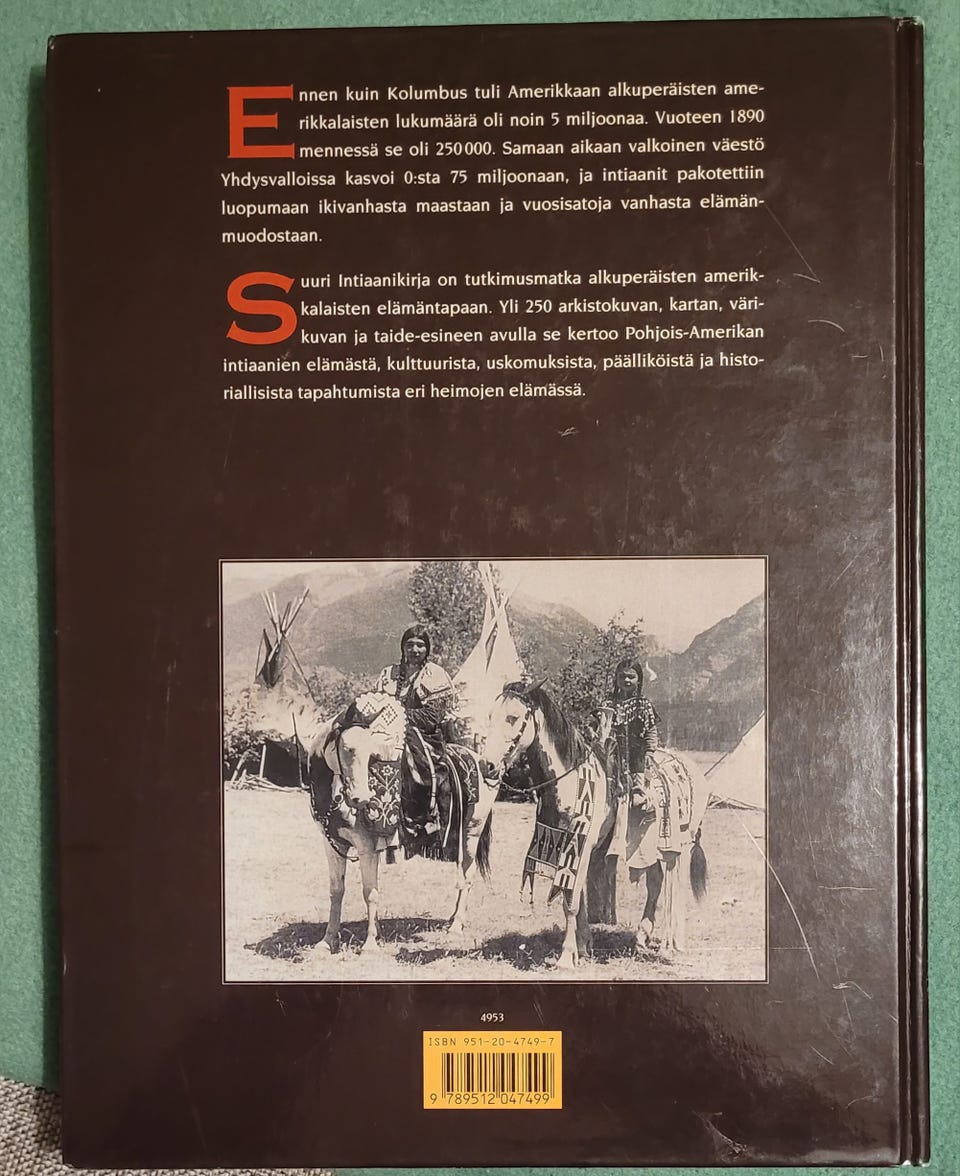 Ennen kuin Kolumbus tuli Amerikkaan alkuperäisten ame-
rikkalaisten lukumäärä oli noin 5 miljoonaa. Vuoteen 1890
mennessä se oli 250 000. Samaan aikaan valkoinen väestö
Yhdysvalloissa kasvoi 0:sta 75 miljoonaan, ja intiaanit pakotettiin
luopumaan ikivanhasta maastaan ja vuosisatoja vanhasta elämän-
muodostaan.
Suuri Intiaanikirja on tutkimusmatka alkuperäisten amerik-
kalaisten elämäntapaan. Yli 250 arkistokuvan, kartan, väri-
kuvan ja taide-esineen avulla se kertoo Pohjois-Amerikan
intiaanien elämästä, kulttuurista, uskomuksista, päälliköistä ja histo-
riallisista tapahtumista eri heimojen elämässä.
4953
ISBN 951-20-4749-7
9 789512 047499